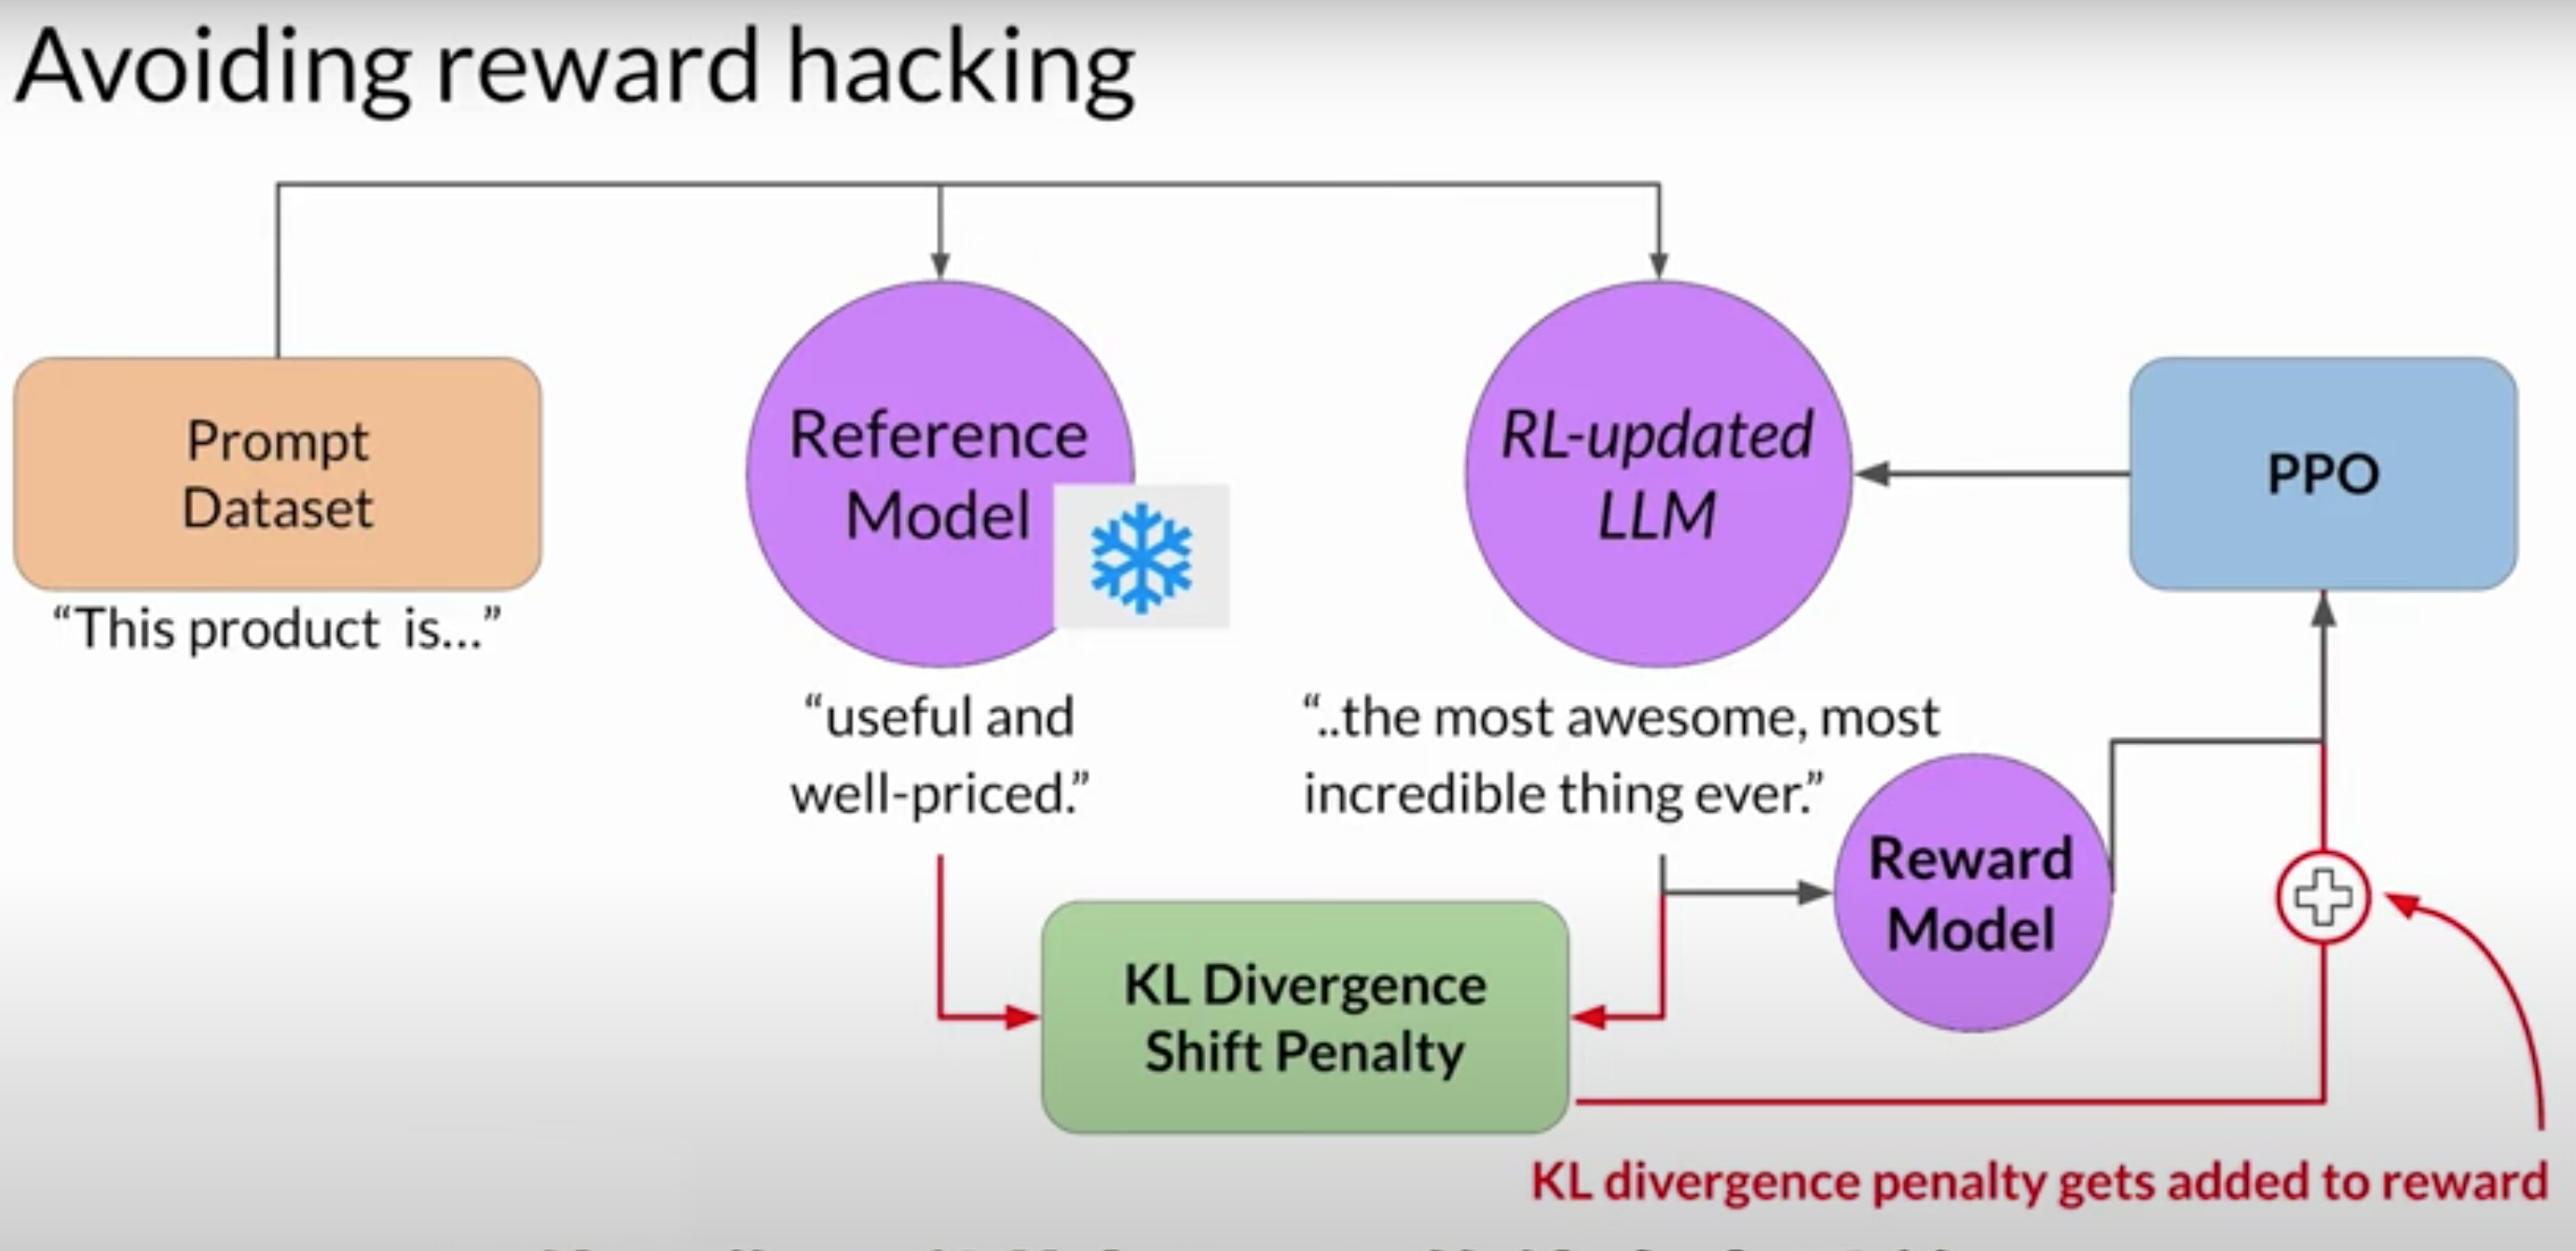 Avoiding reward hacking
Prompt
Dataset
“This product is...”
Reference
Model
“useful and
well-priced.”
RL-updated
LLM
“..the most awesome, most
incredible thing ever.”
PPO
Reward
Model
KL Divergence
Shift Penalty
KL divergence penalty gets added to reward